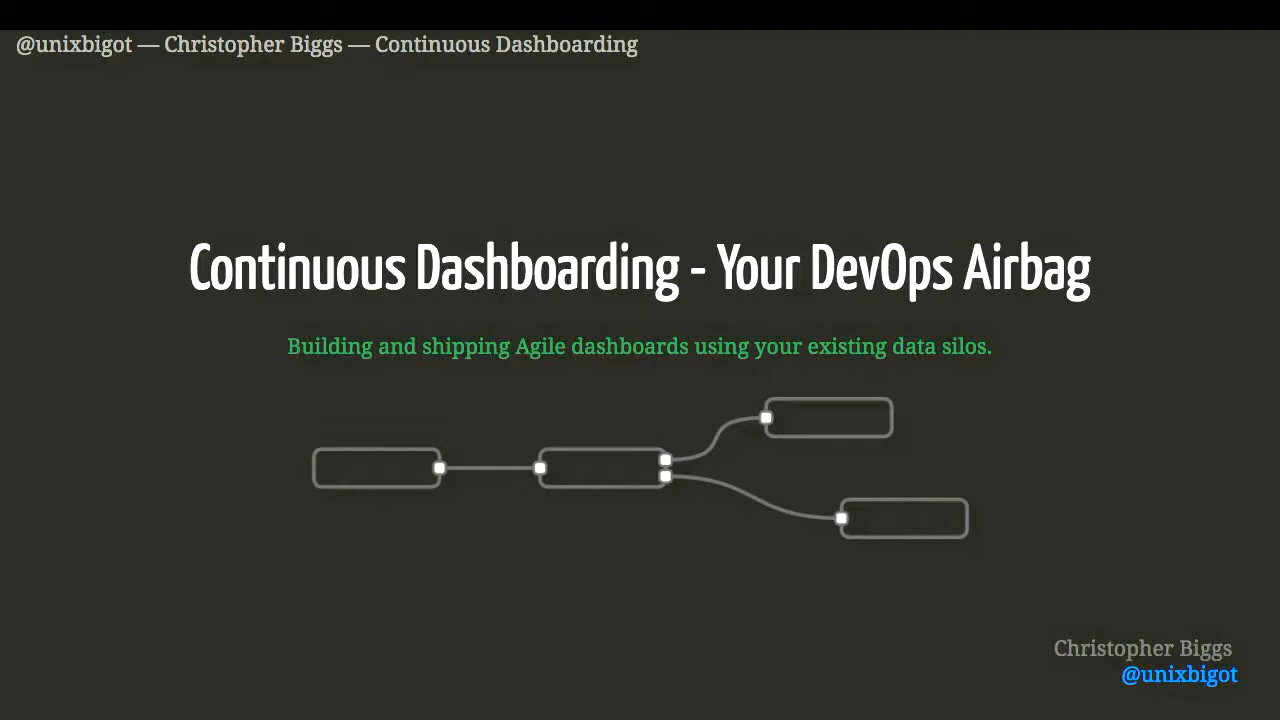 @unixbigot — Christopher Biggs — Continuous Dashboarding
Continuous Dashboarding - Your DevOps Airbag
Building and shipping Agile dashboards using your existing data silos.
Christopher Biggs
@unixbigot